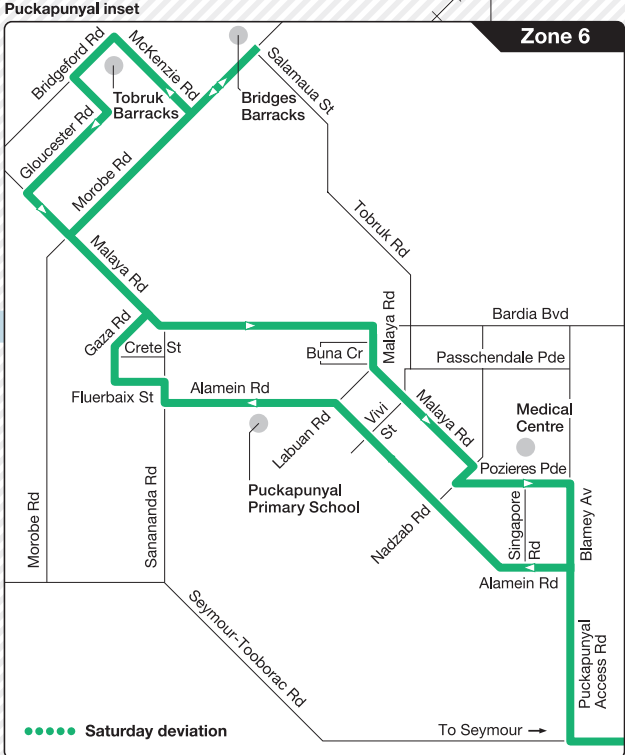 Puckapunyal inset
Zone 6
Bridgeford Rd
McKenzie Rd
Tobruk
Barracks
Bridges
Barracks
Salamaua St
Gloucester Rd
Morobe Rd
Tobruk Rd
Malaya Rd
Gaza Rd
Crete St
Buna Cr
Malaya Rd
Bardia Bvd
Passchendale Pde
Fluerbaix St
Alamein Rd
Labuan Rd
Vivi
St
Malaya Rd
Medical
Centre
Pozieres Pde
Puckapunyal
Primary School
Nadzab Rd
Singapore
Rd
Blamey Av
Morobe Rd
Sanananda Rd
Alamein Rd
Seymour-Tooborac Rd
Puckapunyal
Access Rd
Saturday deviation
To Seymour →